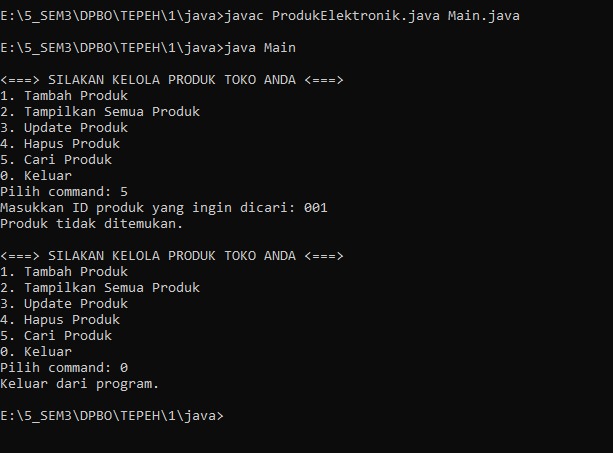 E:\5_SEM3\DPBO\TEPEH\1\java>javac ProdukElektronik.java Main.java
E:\5_SEM3\DPBO\TEPEH\1\java>java Main
<===> SILAKAN KELOLA PRODUK TOKO ANDA <===>
1. Tambah Produk
2. Tampilkan Semua Produk
3. Update Produk
4. Hapus Produk
5. Cari Produk
0. Keluar
Pilih command: 5
Masukkan ID produk yang ingin dicari: 001
Produk tidak ditemukan.
<===> SILAKAN KELOLA PRODUK TOKO ANDA <===>
1. Tambah Produk
2. Tampilkan Semua Produk
3. Update Produk
4. Hapus Produk
5. Cari Produk
0. Keluar
Pilih command: 0
Keluar dari program.
E:\5_SEM3\DPBO\TEPEH\1\java>